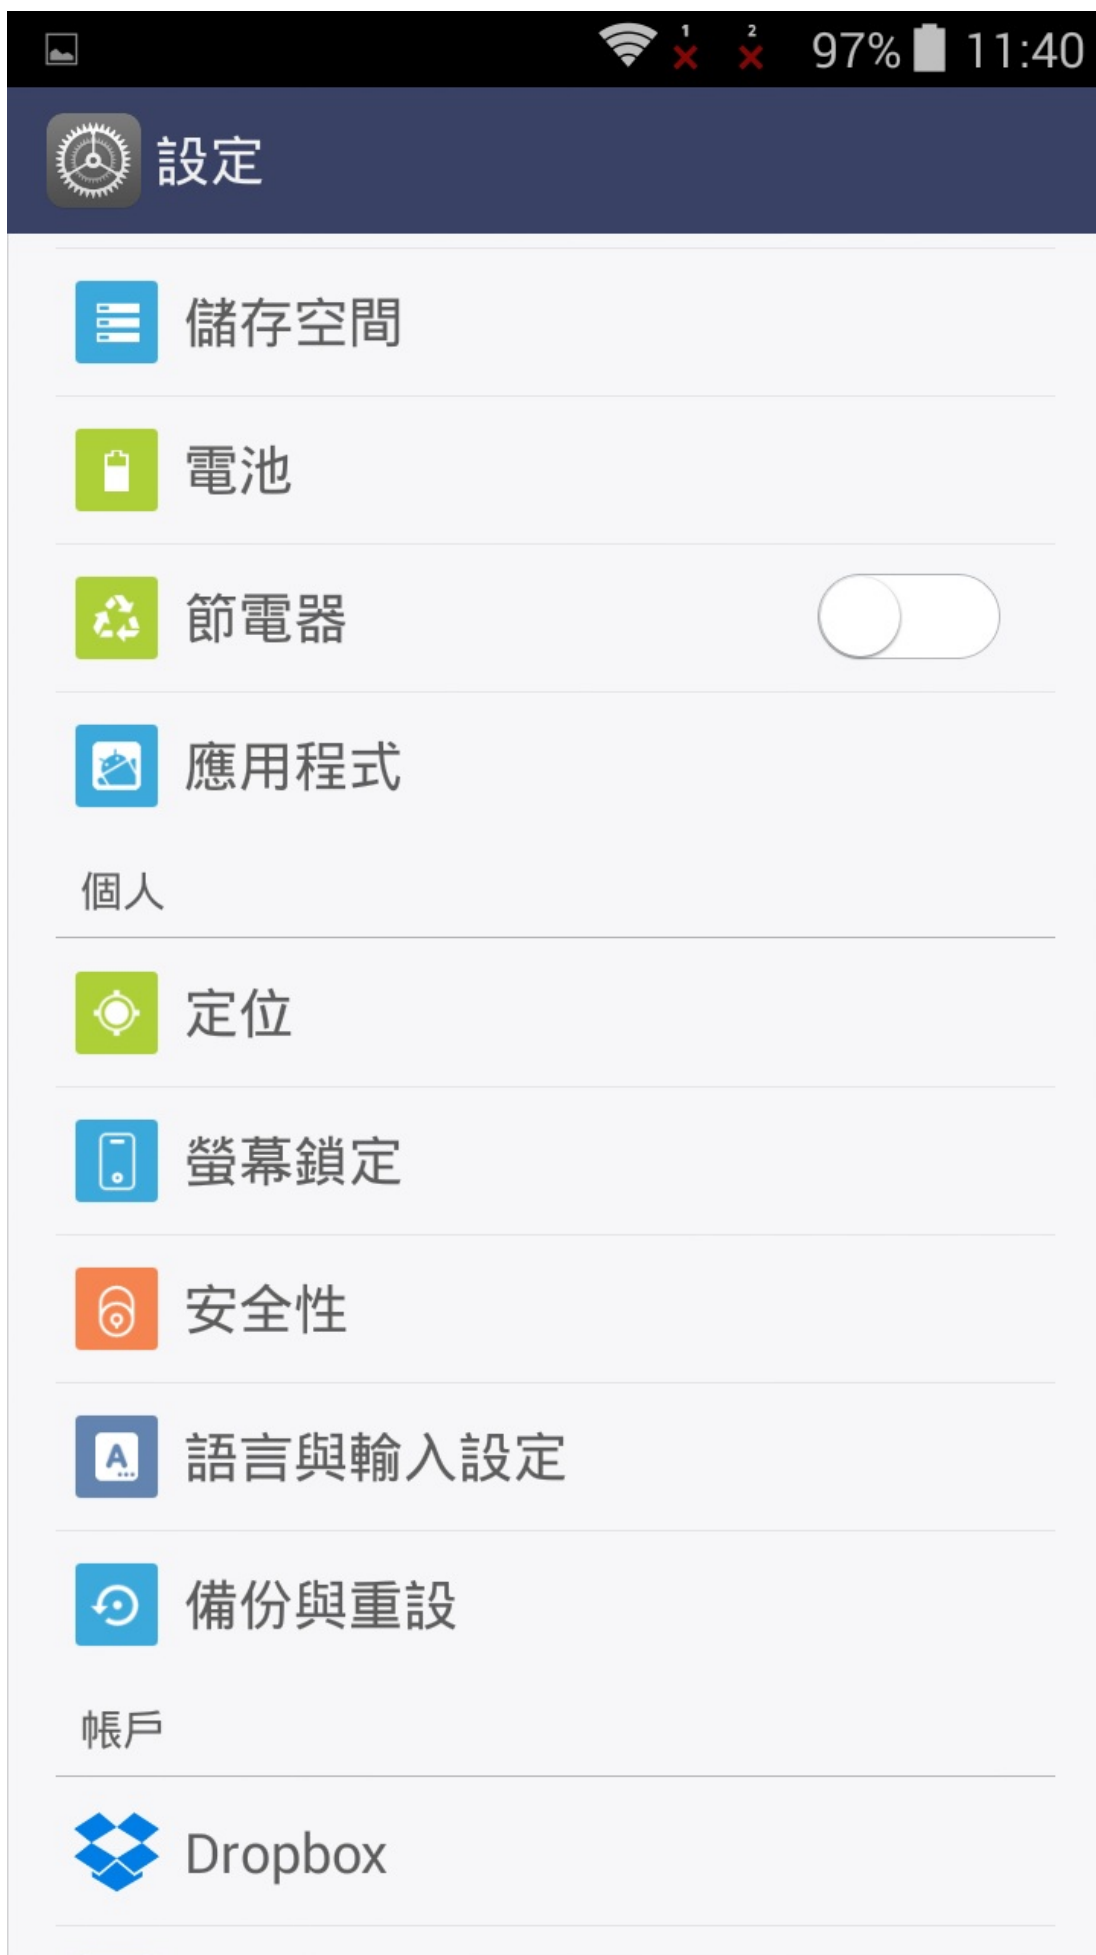 1 2 97% 11:40
設定
儲存空間
電池
節電器
應用程式
個人
定位
螢幕鎖定
安全性
A 語言與輸入設定
備份與重設
帳戶
Dropbox